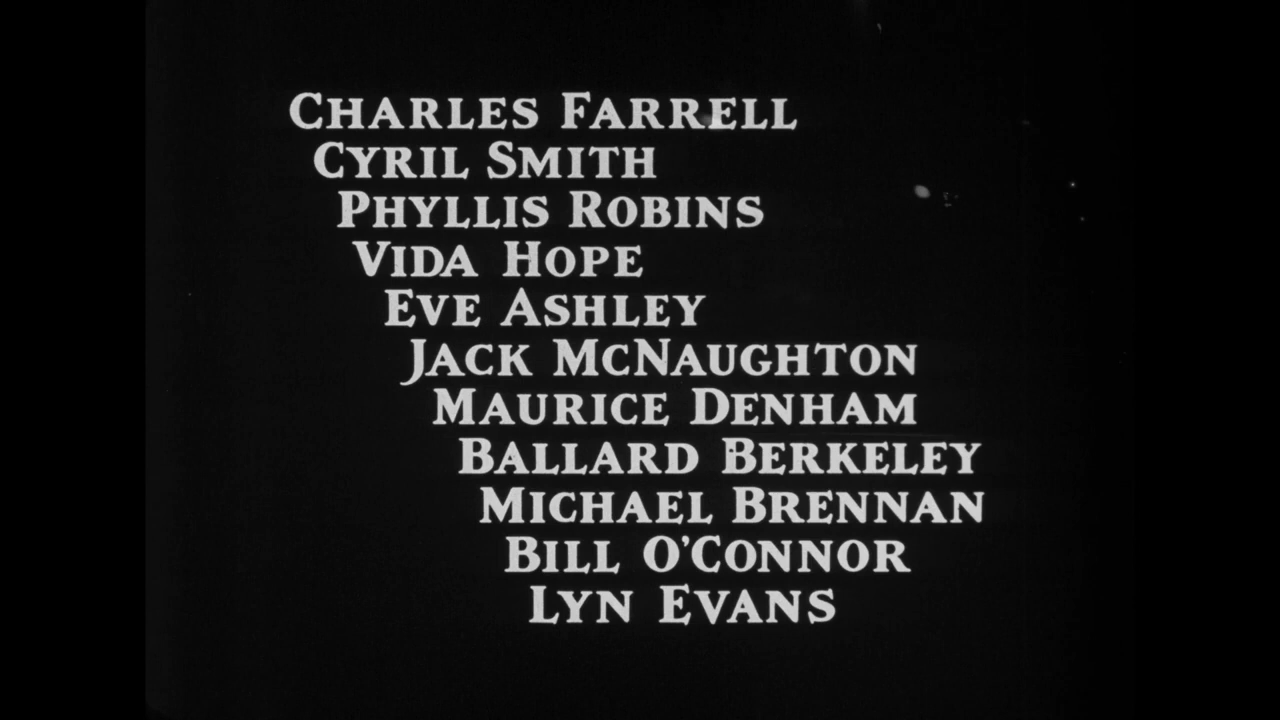 CHARLES FARRELL
CYRIL SMITH
PHYLLIS ROBINS
VIDA HOPE
EVE ASHLEY
JACK MCNAUGHTON
MAURICE DENHAM
BALLARD BERKELEY
MICHAEL BRENNAN
BILL O'CONNOR
LYN EVANS